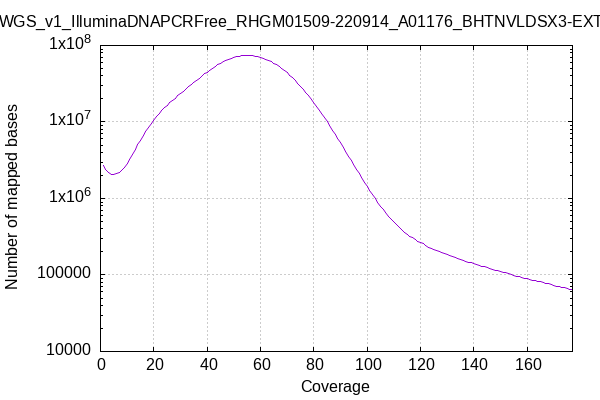 WGS_v1_IlluminaDNAPCRFree_RHGM01509-220914_A01176_BHTNVLDSX3-EXT
1x10^8
1x10^7
1x10^6
100000
10000
Number of mapped bases
0 20 40 60 80 100 120 140 160
Coverage